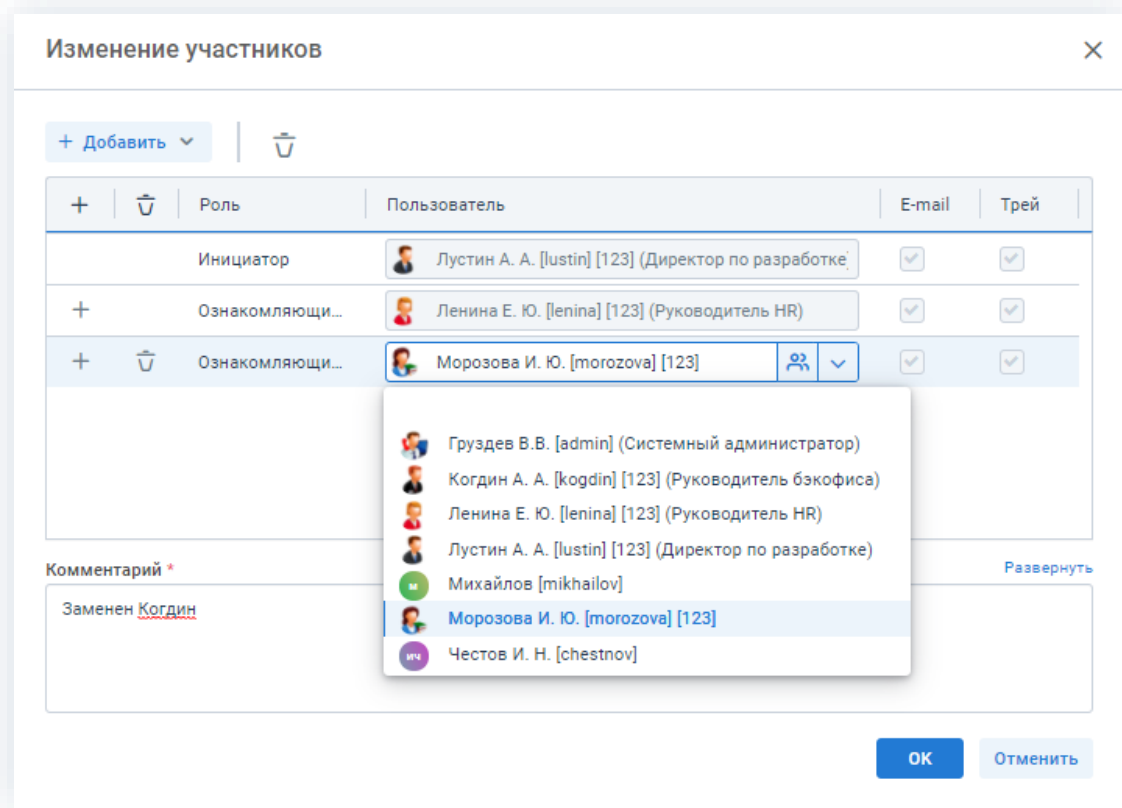 Изменение участников
+ Добавить
Роль Пользователь E-mail Трей
Инициатор Лустин А. А. [lustin] [123] (Директор по разработке)
Ознакомляющи... Ленина Е. Ю. [lenina] [123] (Руководитель HR)
Ознакомляющи... Морозова И. Ю. [morozova] [123]
Груздев В.В. [admin] (Системный администратор)
Когдин А. А. [kogdin] [123] (Руководитель бэкофиса)
Ленина Е. Ю. [lenina] [123] (Руководитель HR)
Лустин А. А. [lustin] [123] (Директор по разработке)
М Михайлов [mikhailov]
Морозова И. Ю. [morozova] [123]
ИЧ Честов И. Н. [chestnov]
Комментарий * Развернуть
Заменен Когдин
ОК Отменить